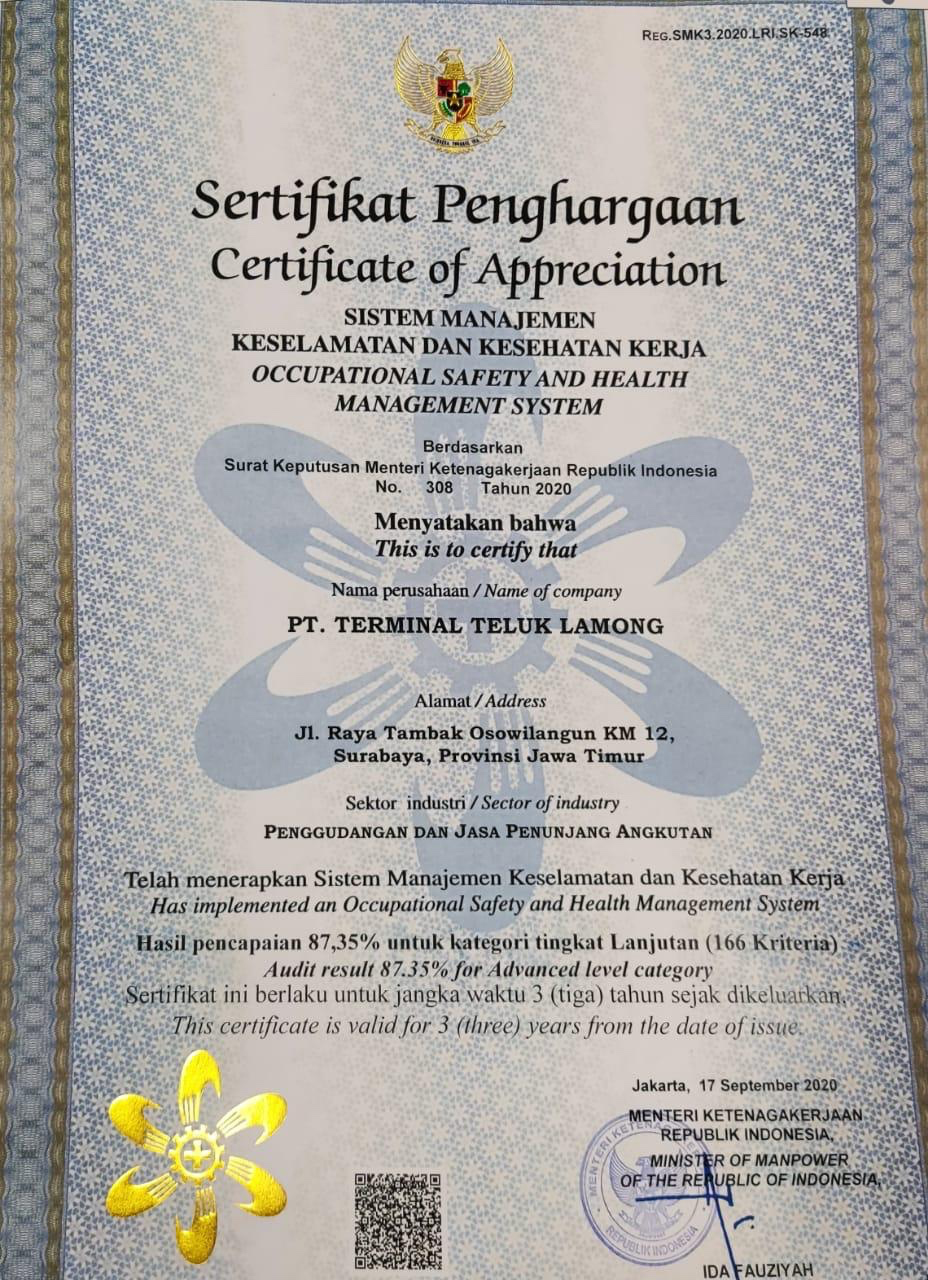 REG.SMK3.2020.LRI.SK-548
Sertifikat Penghargaan
Certificate of Appreciation
SISTEM MANAJEMEN
KESELAMATAN DAN KESEHATAN KERJA
OCCUPATIONAL SAFETY AND HEALTH
MANAGEMENT SYSTEM
Berdasarkan
Surat Keputusan Menteri Ketenagakerjaan Republik Indonesia
No. 308 Tahun 2020
Menyatakan bahwa
This is to certify that
Nama perusahaan / Name of company
PT. TERMINAL TELUK LAMONG
Alamat / Address
Jl. Raya Tambak Osowilangun KM 12,
Surabaya, Provinsi Jawa Timur
Sektor industri / Sector of industry
PENGGUDANGAN DAN JASA PENUNJANG ANGKUTAN
Telah menerapkan Sistem Manajemen Keselamatan dan Kesehatan Kerja
Has implemented an Occupational Safety and Health Management System
Hasil pencapaian 87,35% untuk kategori tingkat Lanjutan (166 Kriteria)
Audit result 87.35% for Advanced level category
Sertifikat ini berlaku untuk jangka waktu 3 (tiga) tahun sejak dikeluarkan.
This certificate is valid for 3 (three) years from the date of issue.
Jakarta, 17 September 2020
MENTERI KETENAGAKERJAAN
REPUBLIK INDONESIA,
MINISTER OF MANPOWER
OF THE REPUBLIC OF INDONESIA,
REPUBLIK INDONESIA
IDA FAUZIYAH